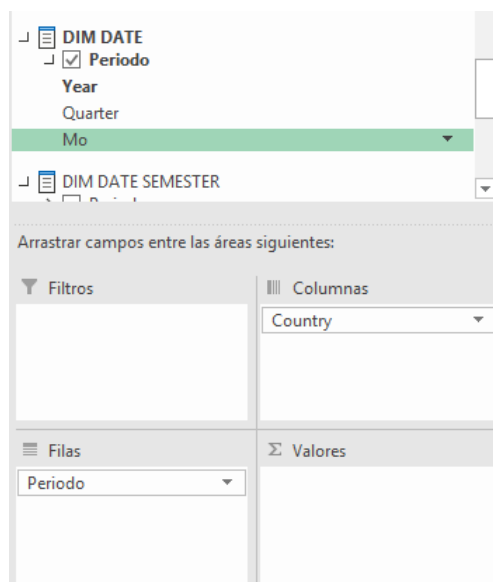 DIM DATE
Periodo
Year
Quarter
Mo
DIM DATE SEMESTER
Arrastrar campos entre las áreas siguientes:
Filtros
Columnas
Country
Filas
Σ Valores
Periodo